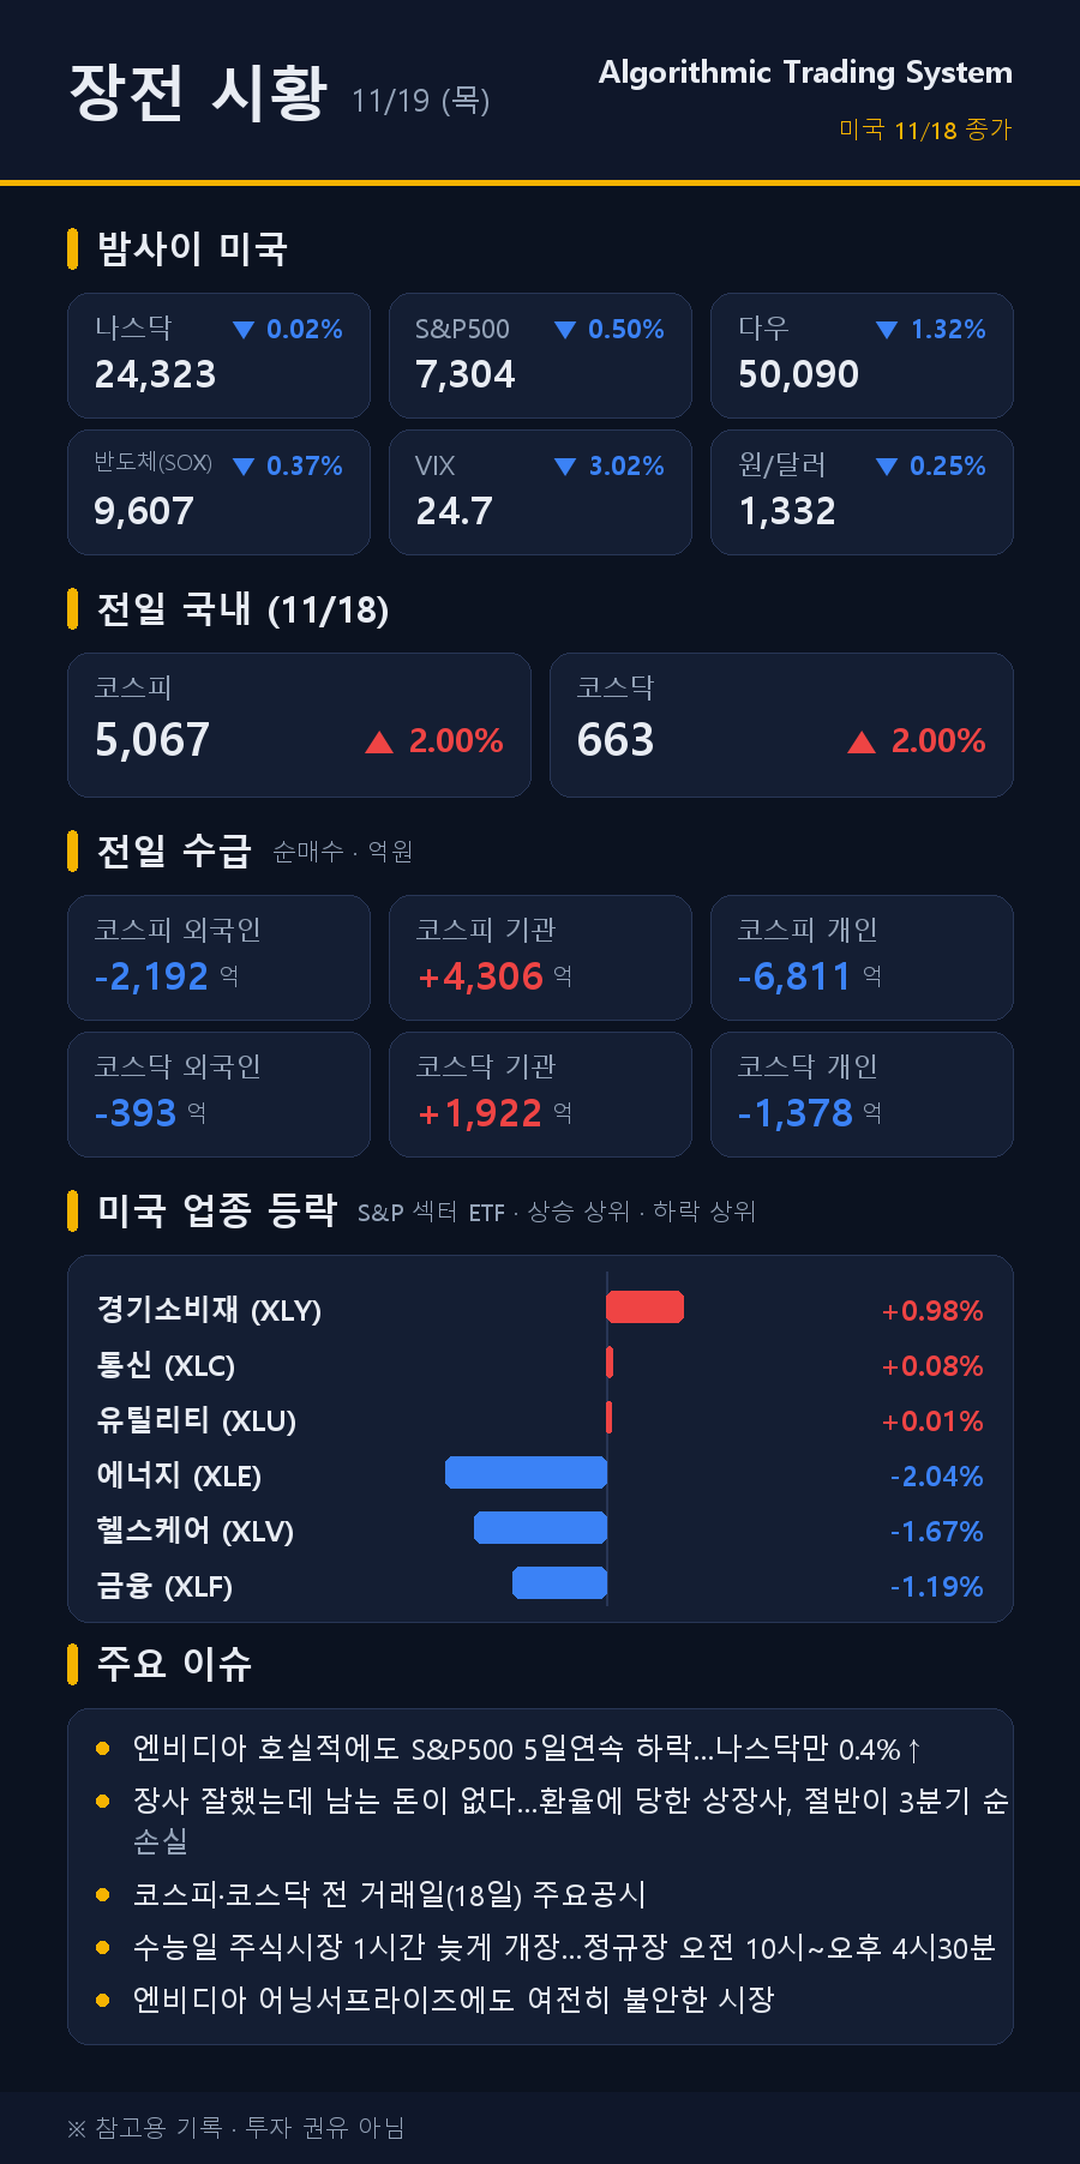 장전 시황 11/19 (목)
Algorithmic Trading System
미국 11/18 종가
밤사이 미국
나스닥 ▼ 0.02%
24,323
S&P500 ▼ 0.50%
7,304
다우 ▼ 1.32%
50,090
반도체(SOX) ▼ 0.37%
9,607
VIX ▼ 3.02%
24.7
원/달러 ▼ 0.25%
1,332
전일 국내 (11/18)
코스피
5,067 ▲ 2.00%
코스닥
663 ▲ 2.00%
전일 수급 순매수 · 억원
코스피 외국인
-2,192 억
코스피 기관
+4,306 억
코스피 개인
-6,811 억
코스닥 외국인
-393 억
코스닥 기관
+1,922 억
코스닥 개인
-1,378 억
미국 업종 등락 S&P 섹터 ETF · 상승 상위 · 하락 상위
경기소비재 (XLY) +0.98%
통신 (XLC) +0.08%
유틸리티 (XLU) +0.01%
에너지 (XLE) -2.04%
헬스케어 (XLV) -1.67%
금융 (XLF) -1.19%
주요 이슈
엔비디아 호실적에도 S&P500 5일연속 하락…나스닥만 0.4%↑
장사 잘했는데 남는 돈이 없다…환율에 당한 상장사, 절반이 3분기 순
손실
코스피·코스닥 전 거래일(18일) 주요공시
수능일 주식시장 1시간 늦게 개장…정규장 오전 10시~오후 4시30분
엔비디아 어닝서프라이즈에도 여전히 불안한 시장
※ 참고용 기록 · 투자 권유 아님